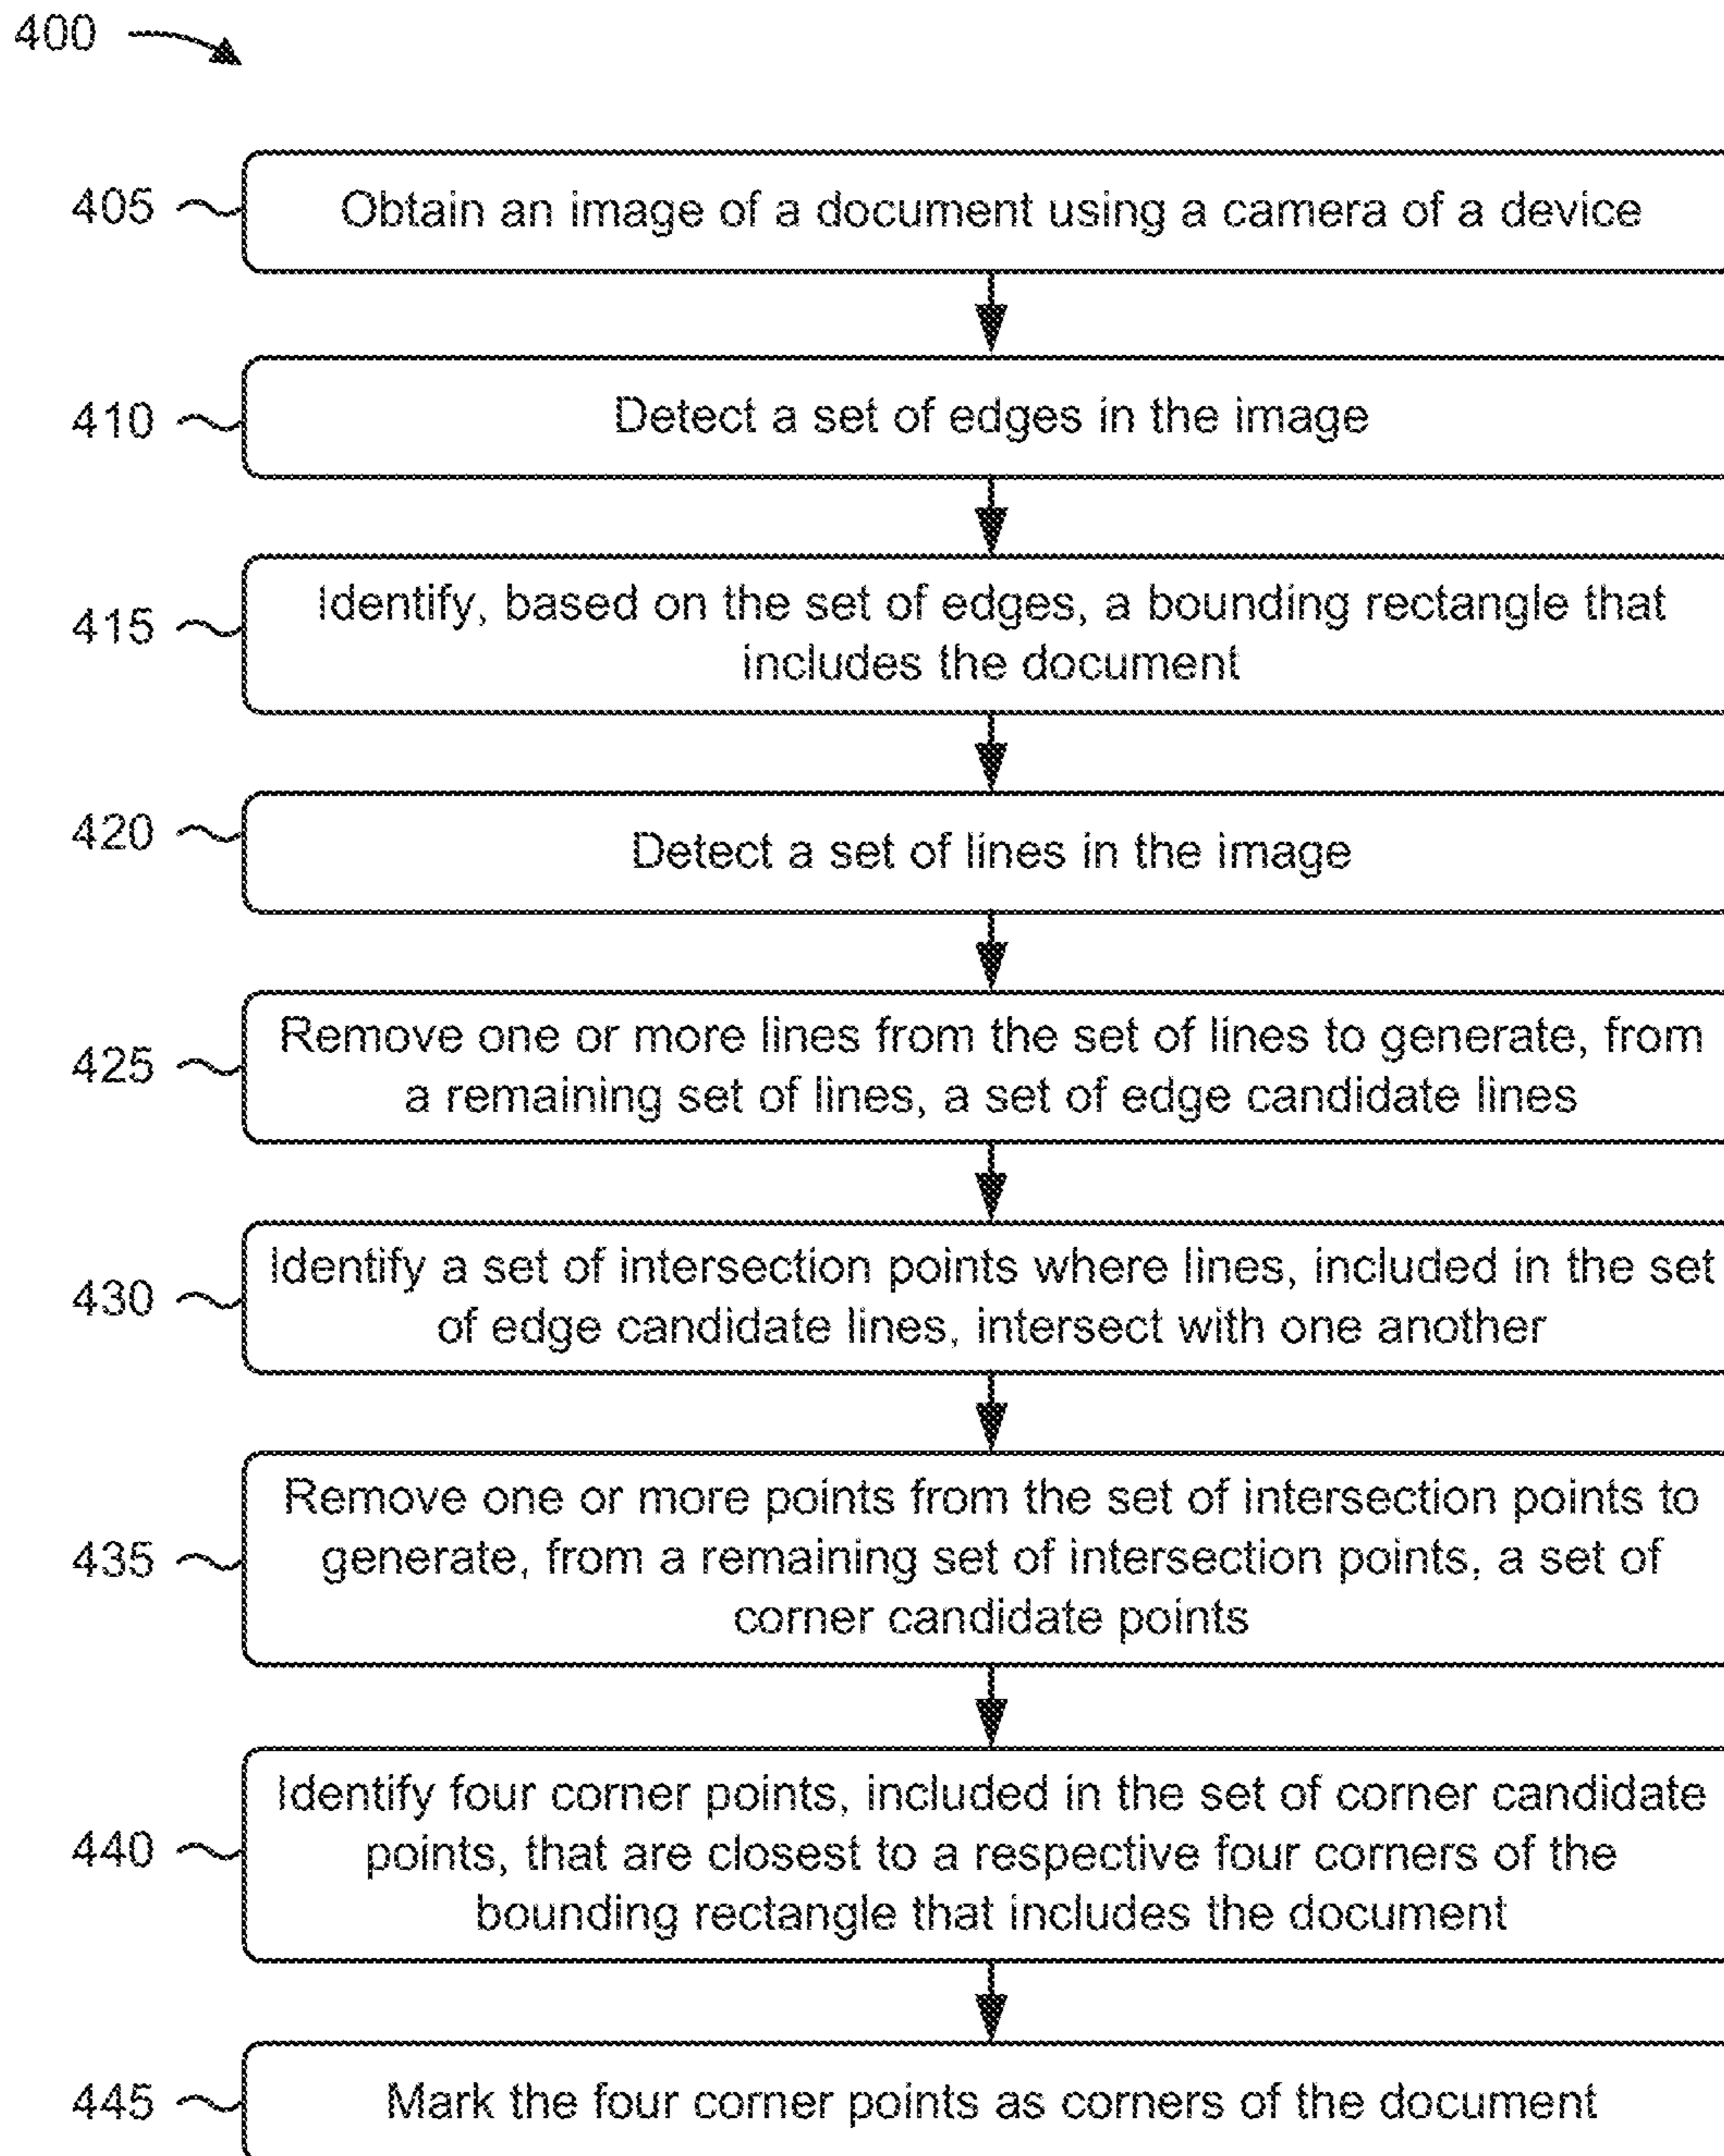 400
405
Obtain an image of a document using a camera of a device
410
Detect a set of edges in the image
415
Identify, based on the set of edges, a bounding rectangle that
includes the document
420
Detect a set of lines in the image
425
Remove one or more lines from the set of lines to generate, from
a remaining set of lines, a set of edge candidate lines
430
Identify a set of intersection points where lines, included in the set
of edge candidate lines, intersect with one another
435
Remove one or more points from the set of intersection points to
generate, from a remaining set of intersection points, a set of
corner candidate points
440
Identify four corner points, included in the set of corner candidate
points, that are closest to a respective four corners of the
bounding rectangle that includes the document
445
Mark the four corner points as corners of the document